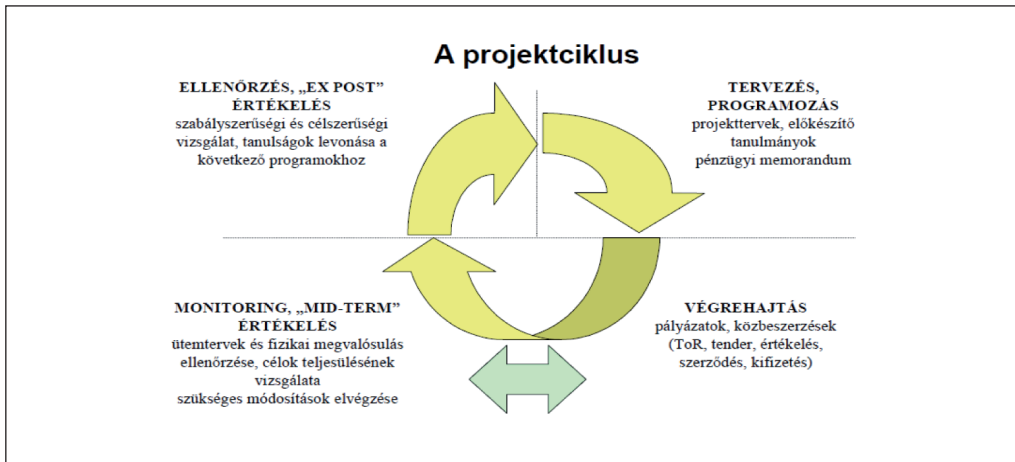 A projektciklus
ELLENŐRZÉS, „EX POST”
ÉRTÉKELÉS
szabályszerűségi és célszerűségi
vizsgálat, tanulságok levonása a
következő programokhoz
TERVEZÉS,
PROGRAMOZÁS
projekttervek, előkészítő
tanulmányok
pénzügyi memorandum
MONITORING, „MID-TERM”
ÉRTÉKELÉS
ütemtervek és fizikai megvalósulás
ellenőrzése, célok teljesülésének
vizsgálata
szükséges módosítások elvégzése
VÉGREHAJTÁS
pályázatok, közbeszerzések
(ToR, tender, értékelés,
szerződés, kifizetés)